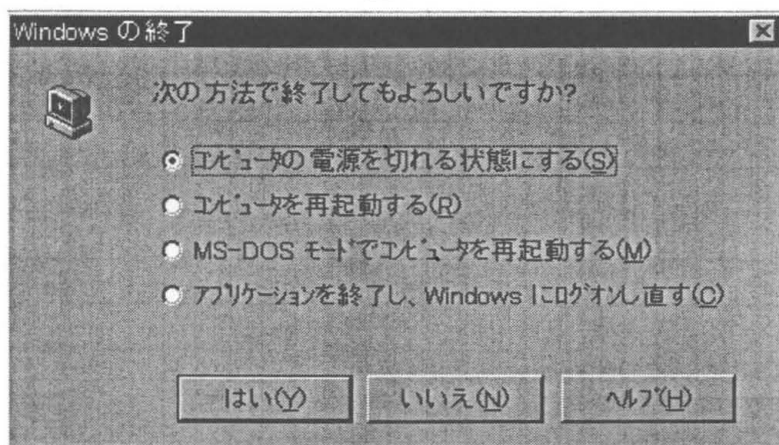 Windows の終了
次の方法で終了してもよろしいですか?
コンピュータの電源を切れる状態にする(S)
コンピュータを再起動する(R)
MS-DOS モードでコンピュータを再起動する(M)
アプリケーションを終了し、Windows にログオンし直す(C)
はい(Y) いいえ(N) ヘルプ(H)